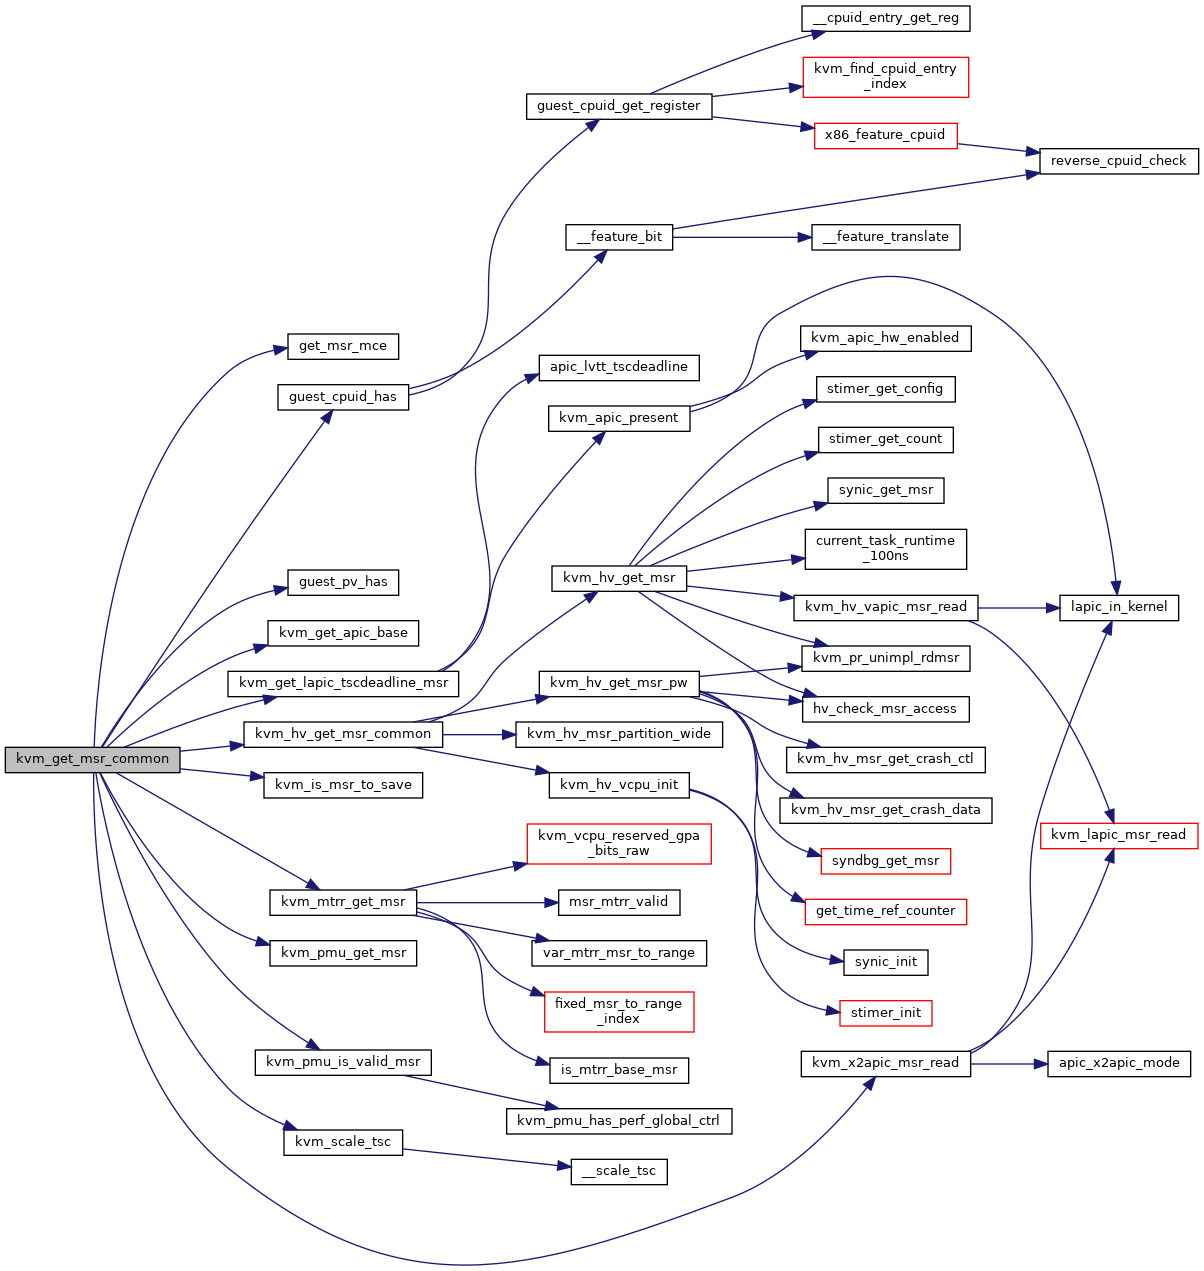 __cpuid_entry_get_reg
kvm_find_cpuid_entry
_index
guest_cpuid_get_register
x86_feature_cpuid
reverse_cpuid_check
__feature_bit
__feature_translate
get_msr_mce
kvm_apic_hw_enabled
apic_lvtt_tscdeadline
guest_cpuid_has
stimer_get_config
kvm_apic_present
stimer_get_count
synic_get_msr
current_task_runtime
_100ns
guest_pv_has
kvm_hv_get_msr
kvm_hv_vapic_msr_read
lapic_in_kernel
kvm_get_apic_base
kvm_pr_unimpl_rdmsr
kvm_get_lapic_tscdeadline_msr
kvm_hv_get_msr_pw
hv_check_msr_access
kvm_hv_get_msr_common
kvm_hv_msr_partition_wide
kvm_get_msr_common
kvm_hv_msr_get_crash_ctl
kvm_is_msr_to_save
kvm_hv_vcpu_init
kvm_hv_msr_get_crash_data
kvm_vcpu_reserved_gpa
_bits_raw
kvm_lapic_msr_read
syndbg_get_msr
kvm_mtrr_get_msr
msr_mtrr_valid
get_time_ref_counter
kvm_pmu_get_msr
var_mtrr_msr_to_range
synic_init
fixed_msr_to_range
_index
stimer_init
kvm_pmu_is_valid_msr
is_mtrr_base_msr
kvm_x2apic_msr_read
apic_x2apic_mode
kvm_pmu_has_perf_global_ctrl
kvm_scale_tsc
__scale_tsc